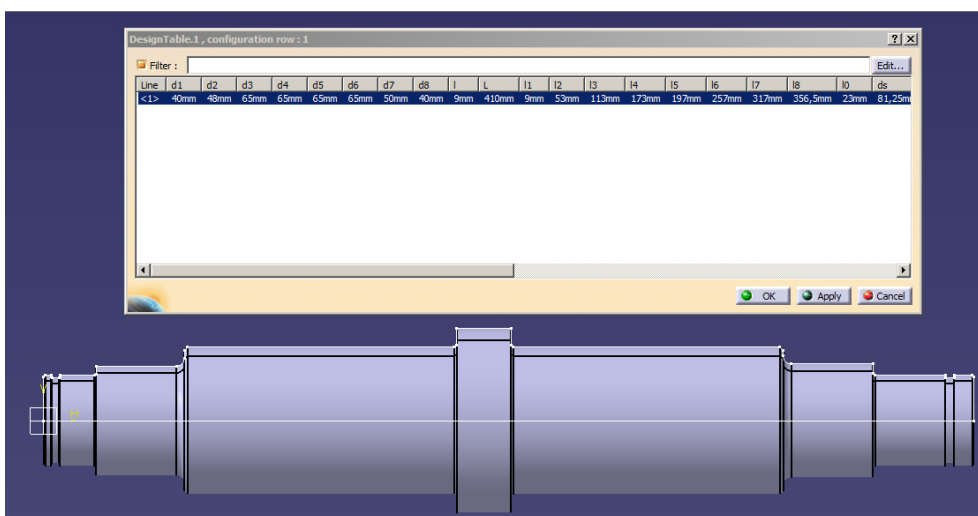 DesignTable.1 , configuration row : 1
Filter : Edit...
Line d1 d2 d3 d4 d5 d6 d7 d8 l L l1 l2 l3 l4 l5 l6 l7 l8 l0 ds
<1> 40mm 48mm 65mm 65mm 65mm 65mm 50mm 40mm 9mm 410mm 9mm 53mm 113mm 173mm 197mm 257mm 317mm 356,5mm 23mm 81,25m
OK Apply Cancel